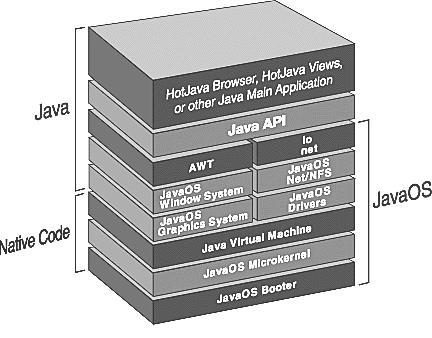 HotJava Browser, HotJava Views,
or other Java Main Application
Java
Java API
AWT
Io
net
JavaOS
Window System
JavaOS
Net/NFS
JavaOS
JavaOS
Graphics System
JavaOS
Drivers
Native Code
Java Virtual Machine
JavaOS Microkernel
JavaOS Booter